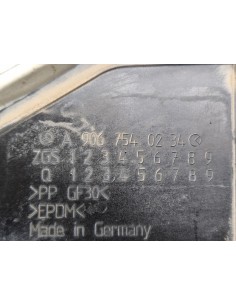 A 906 754 02 34
ZGS 1 2 3 4 5 6 7 8 9
Q 1 2 3 4 5 6 7 8 9
>PP GF30<
>EPDM<
Made in Germany